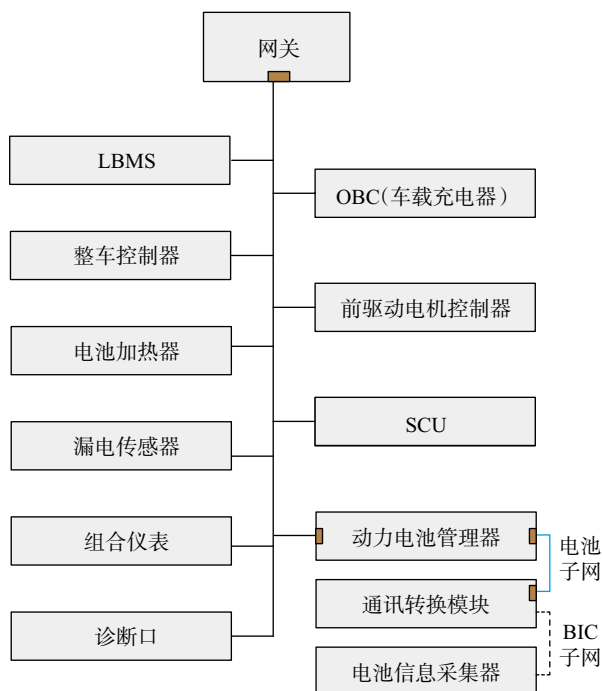 网关
LBMS
OBC(车载充电器)
整车控制器
前驱动电机控制器
电池加热器
SCU
漏电传感器
组合仪表
动力电池管理器
电池
子网
通讯转换模块
诊断口
BIC
子网
电池信息采集器